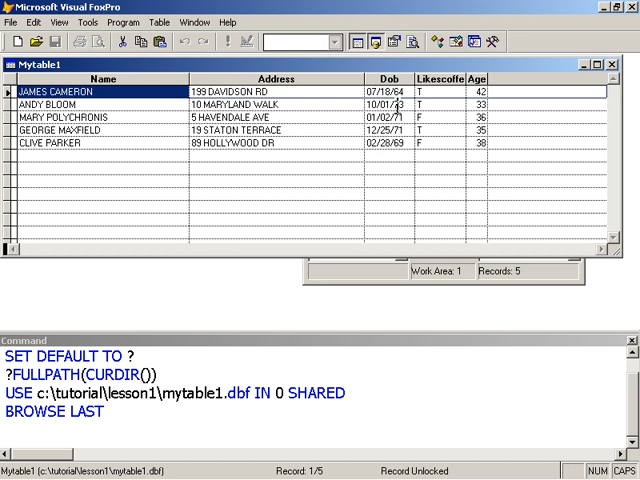 Microsoft Visual FoxPro
File Edit View Tools Program Table Window Help
Mytable1
Name Address Dob Likescoffe Age
JAMES CAMERON 199 DAVIDSON RD 07/18/64 T 42
ANDY BLOOM 10 MARYLAND WALK 10/01/73 T 33
MARY POLYCHRONIS 5 HAVENDALE AVE 01/02/71 F 36
GEORGE MAXFIELD 19 STATON TERRACE 12/25/71 T 35
CLIVE PARKER 89 HOLLYWOOD DR 02/28/69 F 38
Work Area: 1 Records: 5
Command
SET DEFAULT TO ?
?FULLPATH(CURDIR())
USE c:\tutorial\lesson1\mytable1.dbf IN 0 SHARED
BROWSE LAST
Mytable1 (c:\tutorial\lesson1\mytable1.dbf) Record: 1/5 Record Unlocked NUM CAPS